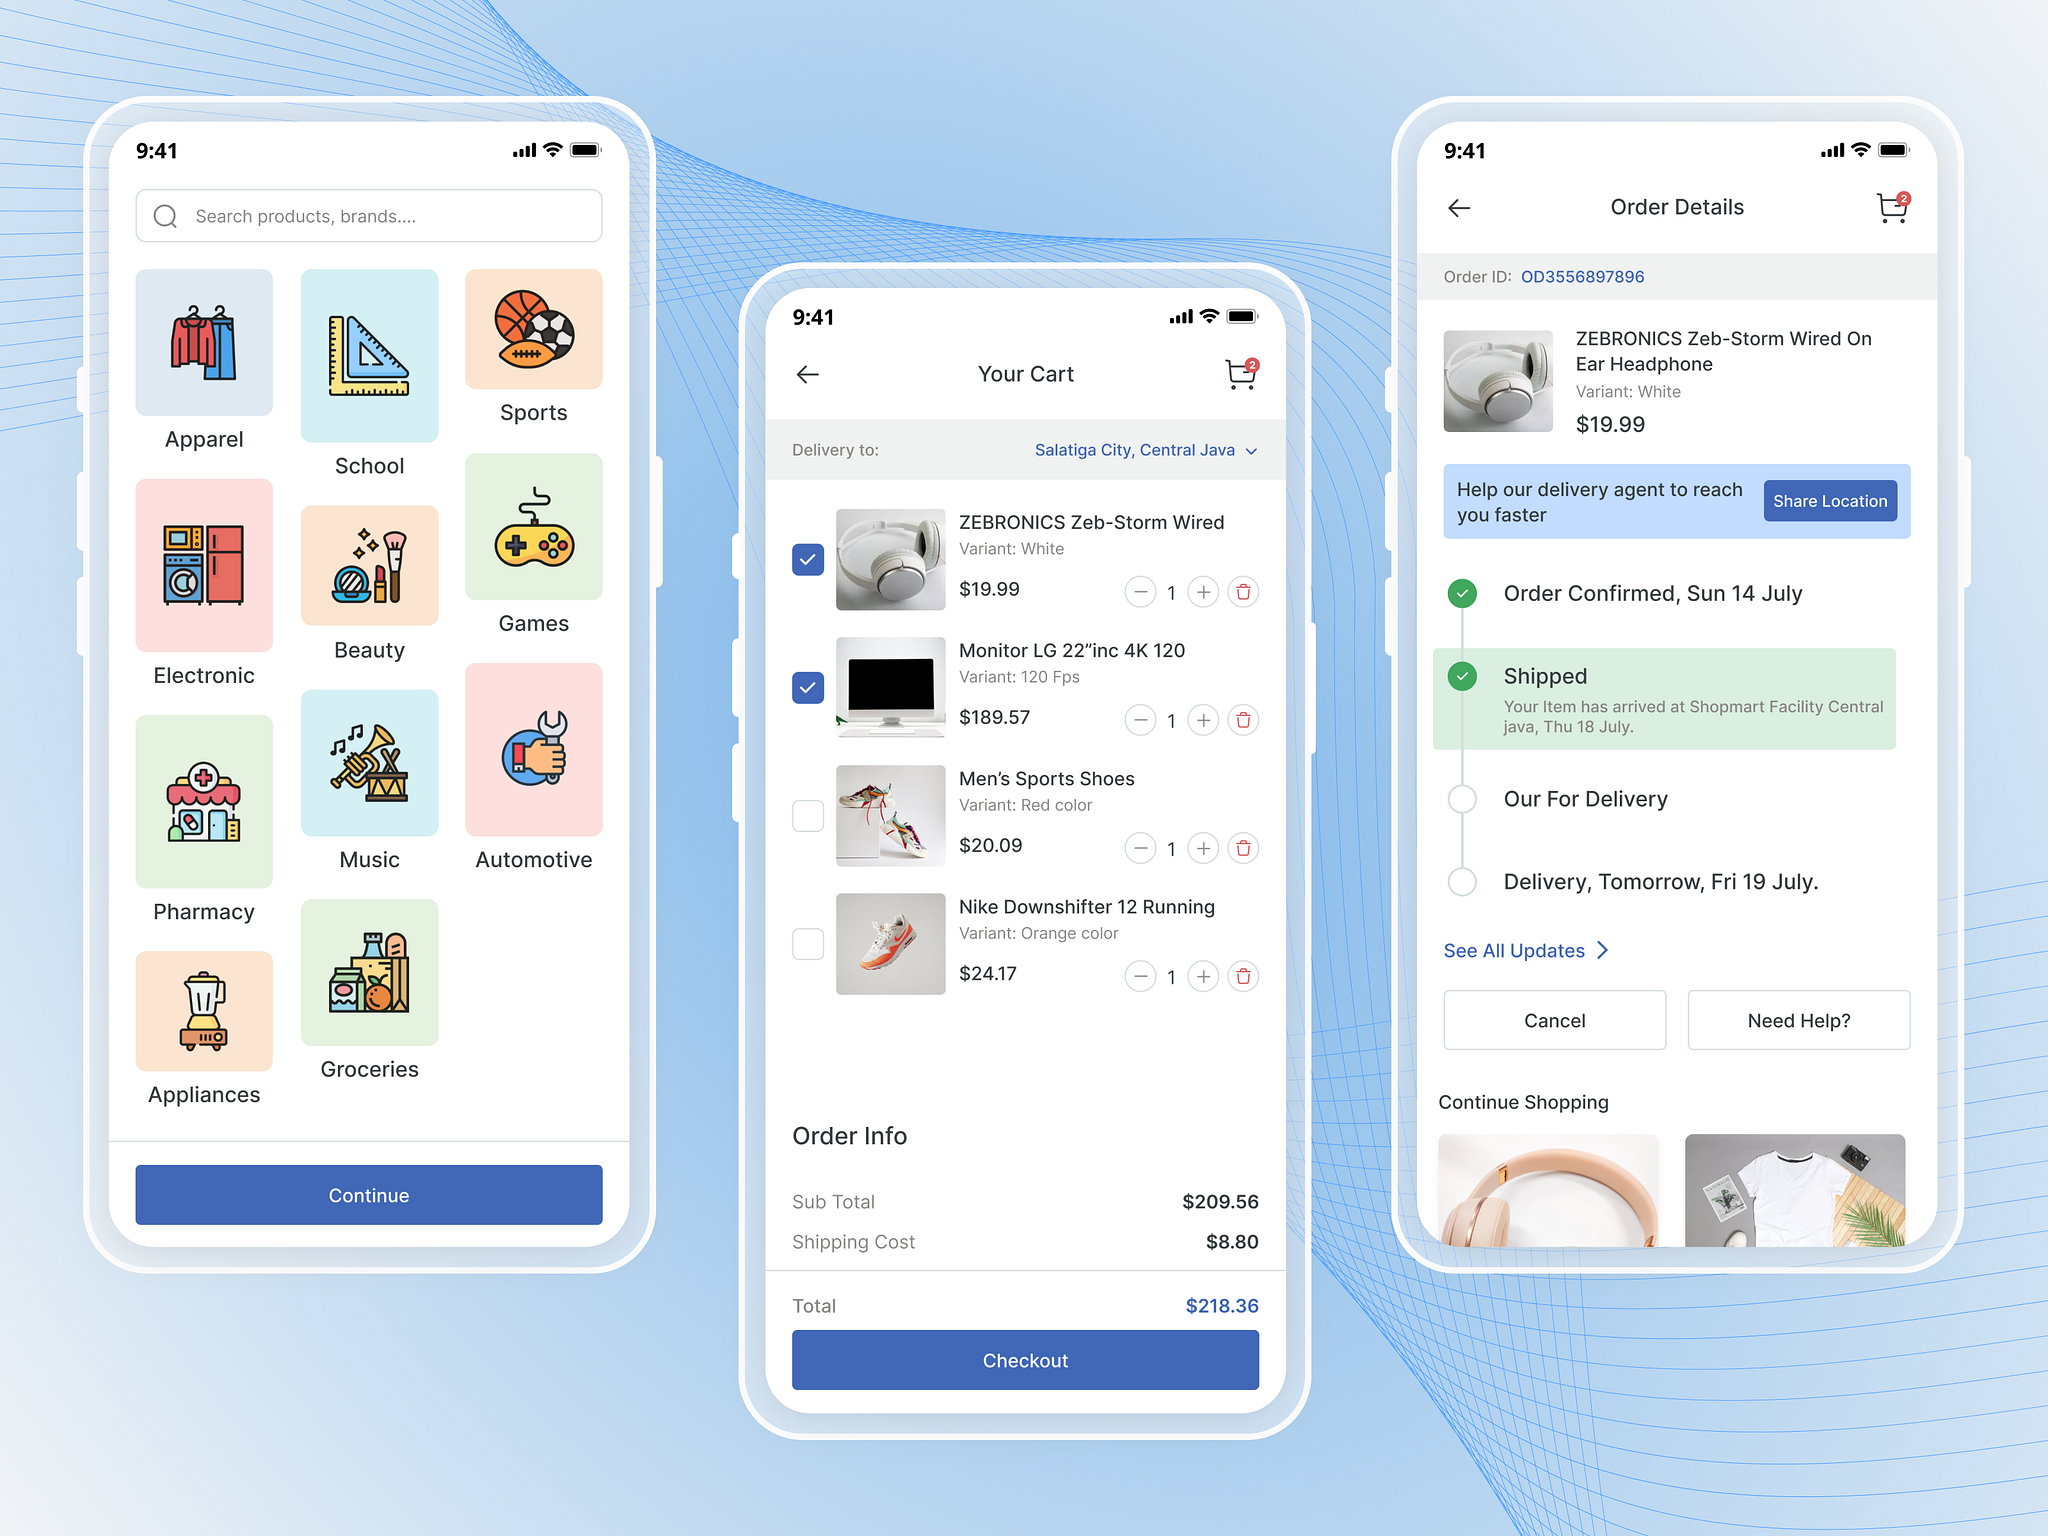 9:41
Search products, brands....
Apparel
School
Sports
Electronic
Beauty
Games
Pharmacy
Music
Automotive
Appliances
Groceries
Continue
9:41
Your Cart
2
Delivery to:
Salatiga City, Central Java
ZEBRONICS Zeb-Storm Wired
Variant: White
$19.99
1
Monitor LG 22”inc 4K 120
Variant: 120 Fps
$189.57
1
Men’s Sports Shoes
Variant: Red color
$20.09
1
Nike Downshifter 12 Running
Variant: Orange color
$24.17
1
Order Info
Sub Total
$209.56
Shipping Cost
$8.80
Total
$218.36
Checkout
9:41
Order Details
2
Order ID: OD3556897896
ZEBRONICS Zeb-Storm Wired On
Ear Headphone
Variant: White
$19.99
Help our delivery agent to reach
you faster
Share Location
Order Confirmed, Sun 14 July
Shipped
Your Item has arrived at Shopmart Facility Central
java, Thu 18 July.
Our For Delivery
Delivery, Tomorrow, Fri 19 July.
See All Updates
Cancel
Need Help?
Continue Shopping